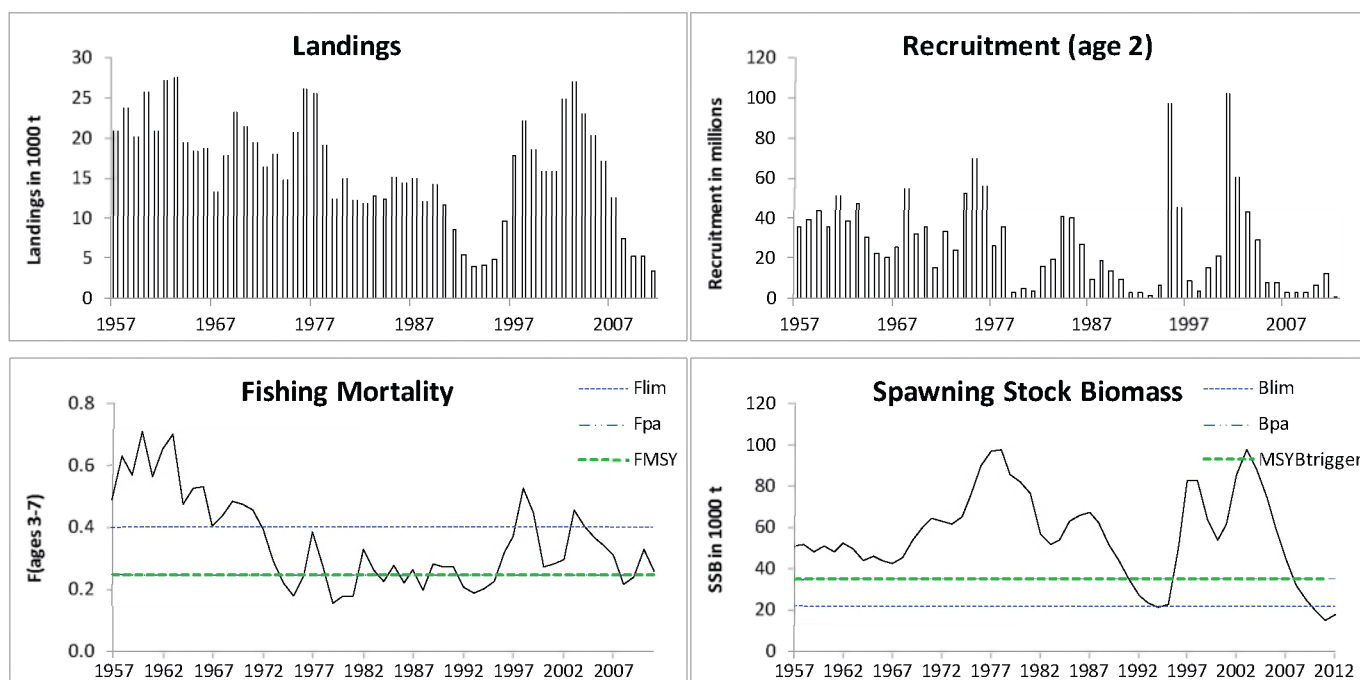 Landings
Landings in 1000 t
30
25
20
15
10
5
0
1957 1967 1977 1987 1997 2007
Recruitment (age 2)
Recruitment in millions
120
100
80
60
40
20
0
1957 1967 1977 1987 1997 2007
Fishing Mortality
Flim
Fpa
FMSY
F(ages 3-7)
0.8
0.6
0.4
0.2
0.0
1957 1962 1967 1972 1977 1982 1987 1992 1997 2002 2007
Spawning Stock Biomass
Blim
Bpa
MSYBtrigger
SSB in 1000 t
120
100
80
60
40
20
0
1957 1962 1967 1972 1977 1982 1987 1992 1997 2002 2007 2012